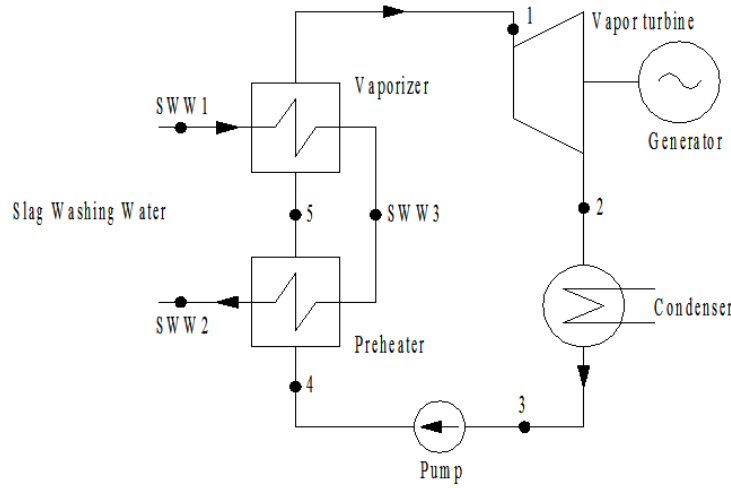 1
Vapor turbine
Vaporizer
SWW1
Generator
Slag Washing Water
5
SWW3
2
SWW2
Condenser
Preheater
4
3
Pump